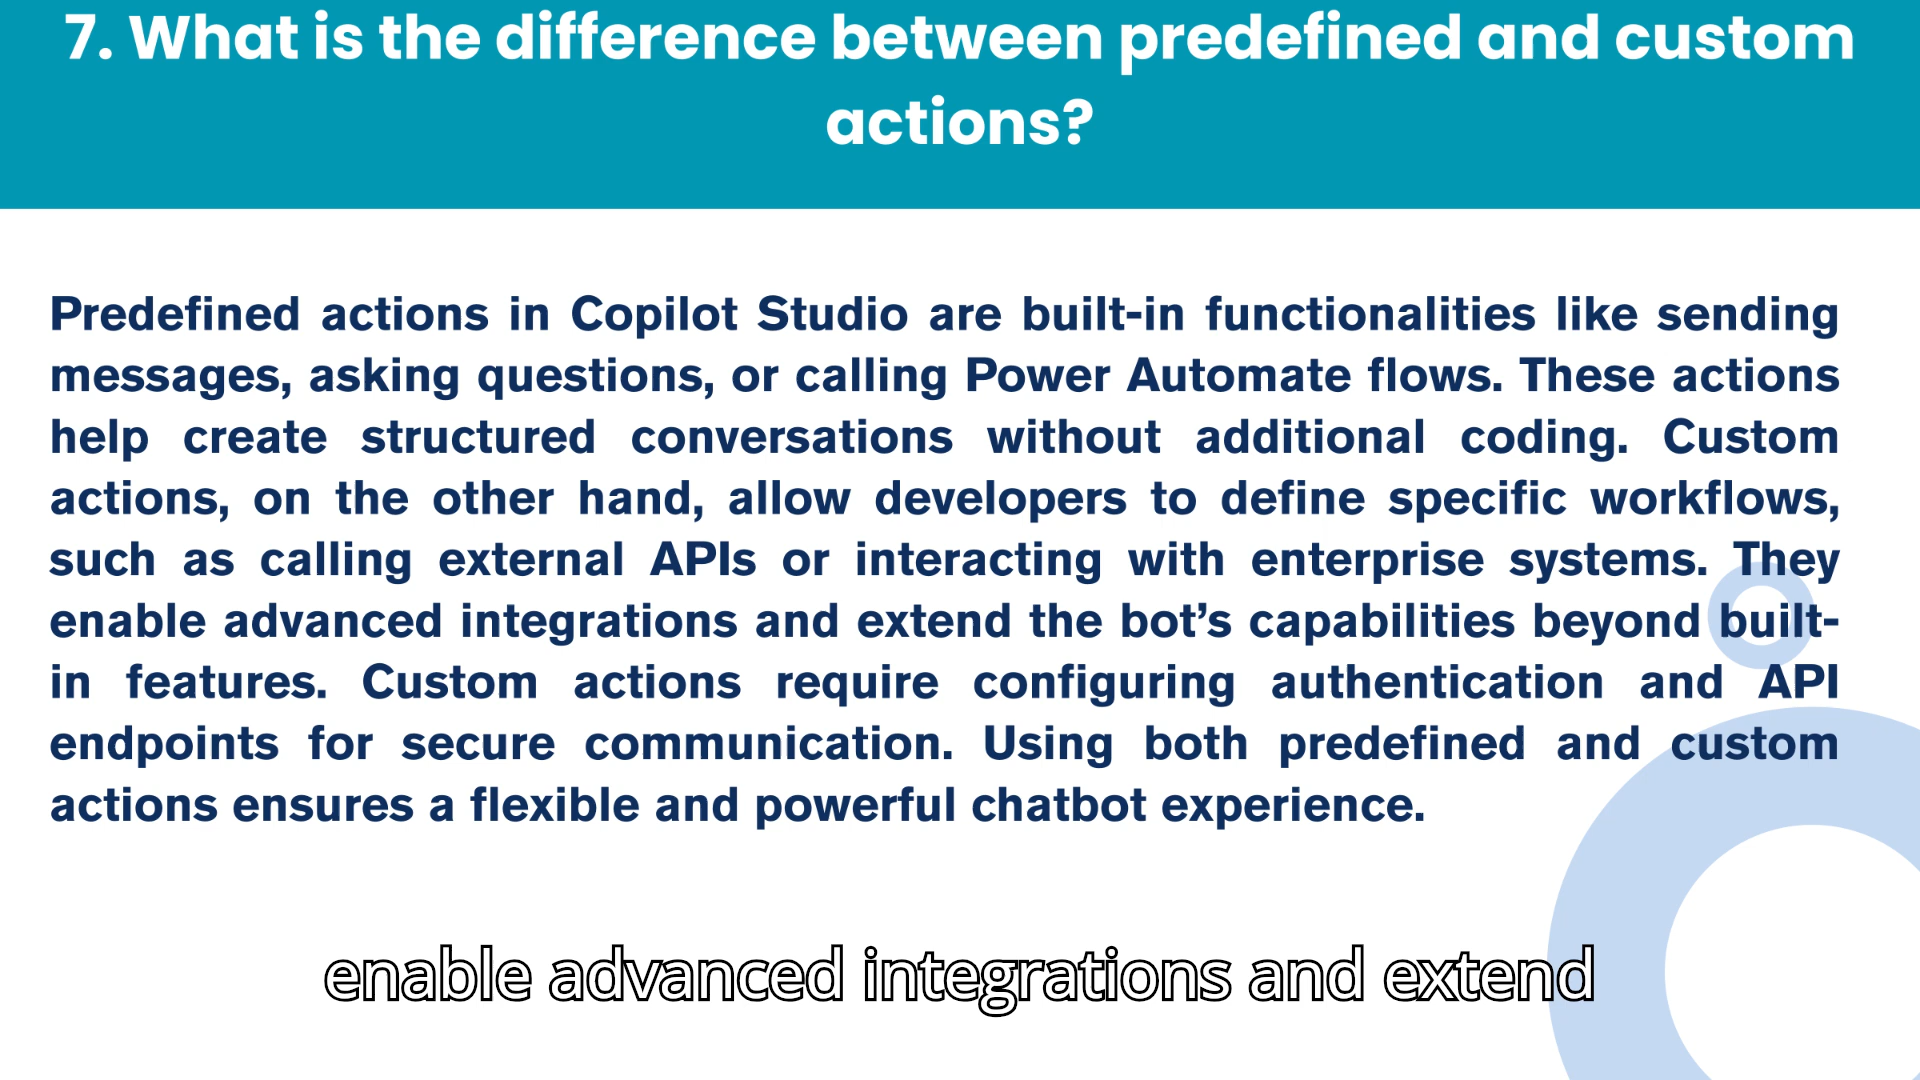 7. What is the difference between predefined and custom
actions?
Predefined actions in Copilot Studio are built-in functionalities like sending
messages, asking questions, or calling Power Automate flows. These actions
help create structured conversations without additional coding. Custom
actions, on the other hand, allow developers to define specific workflows,
such as calling external APIs or interacting with enterprise systems. They
enable advanced integrations and extend the bot’s capabilities beyond built-
in features. Custom actions require configuring authentication and API
endpoints for secure communication. Using both predefined and custom
actions ensures a flexible and powerful chatbot experience.
enable advanced integrations and extend